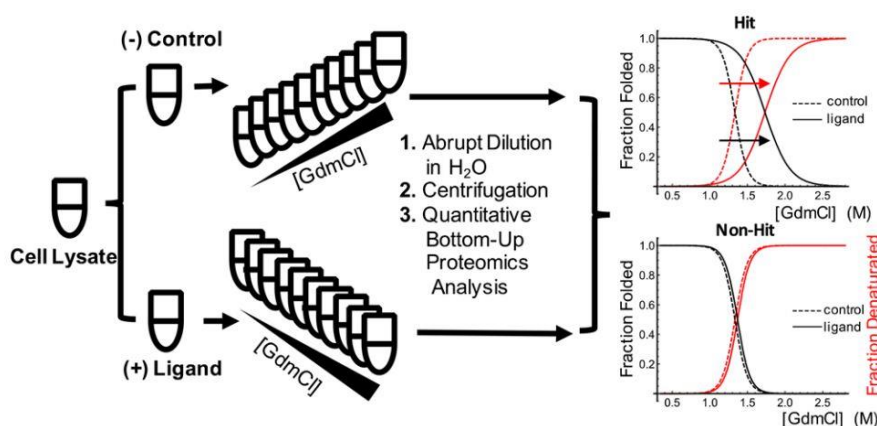 (-) Control
[GdmCl]
Cell Lysate
(+) Ligand
[GdmCl]
1. Abrupt Dilution
in H₂O
2. Centrifugation
3. Quantitative
Bottom-Up
Proteomics
Analysis
Hit
Fraction Folded
1.0
0.8
0.6
0.4
0.2
control
ligand
0.5 1.0 1.5 2.0 2.5
[GdmCl] (M)
Non-Hit
Fraction Folded
1.0
0.8
0.6
0.4
0.2
control
ligand
0.5 1.0 1.5 2.0 2.5
[GdmCl] (M)
Fraction Denaturated